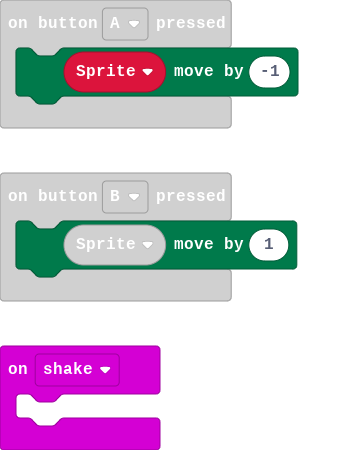 on button A pressed
Sprite move by -1
on button B pressed
Sprite move by 1
on shake